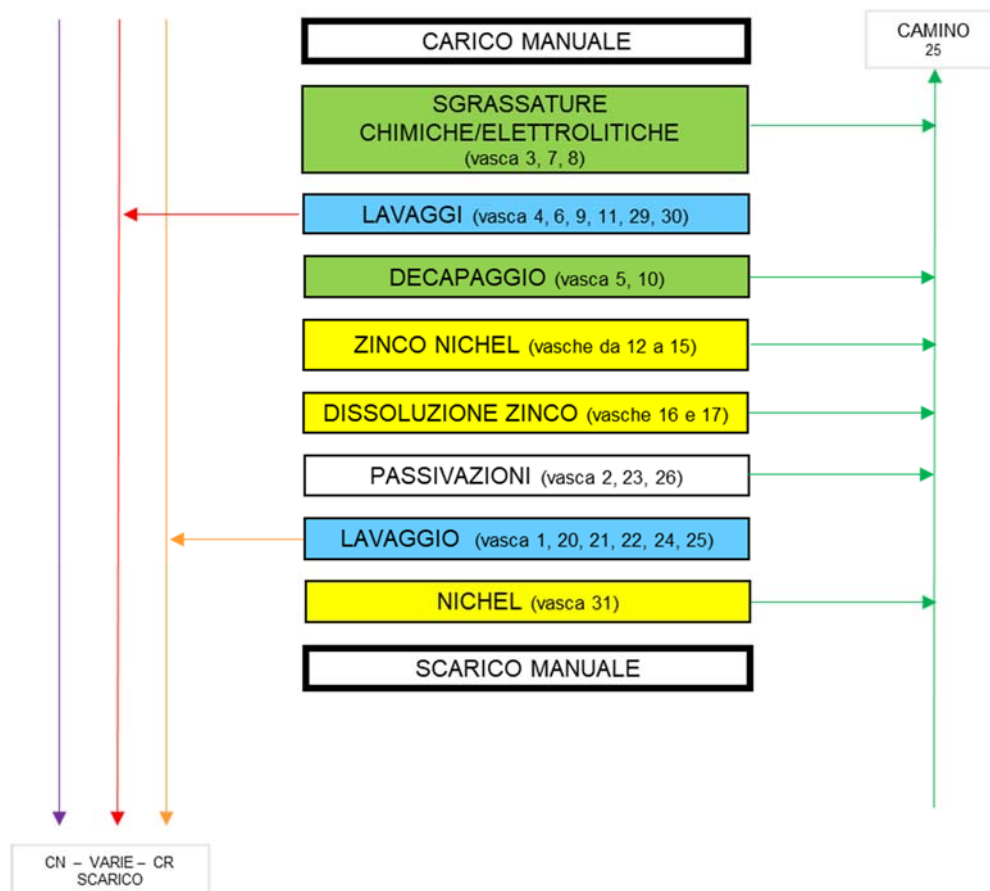 CARICO MANUALE
CAMINO
25
SGRASSATURE
CHIMICHE/ELETTROLITICHE
(vasca 3, 7, 8)
LAVAGGI (vasca 4, 6, 9, 11, 29, 30)
DECAPAGGIO (vasca 5, 10)
ZINCO NICHEL (vasche da 12 a 15)
DISSOLUZIONE ZINCO (vasche 16 e 17)
PASSIVAZIONI (vasca 2, 23, 26)
LAVAGGIO (vasca 1, 20, 21, 22, 24, 25)
NICHEL (vasca 31)
SCARICO MANUALE
CN – VARIE – CR
SCARICO